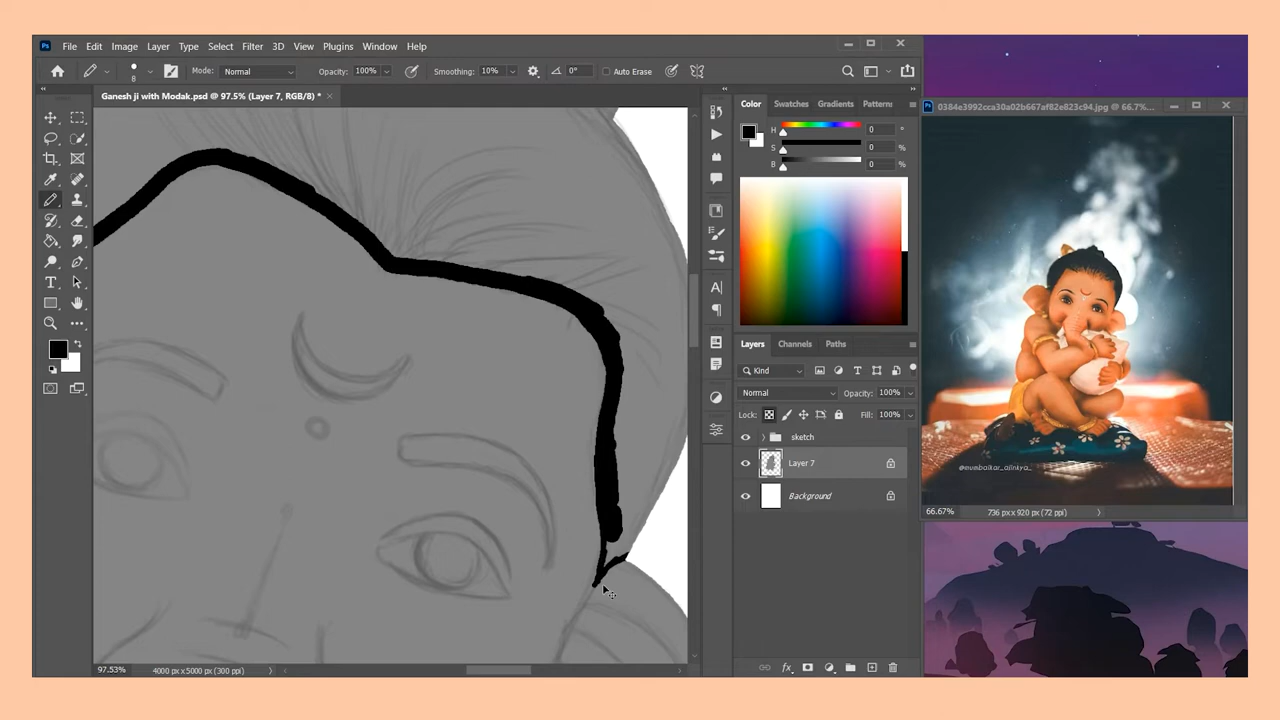 File Edit Image Layer Type Select Filter 3D View Plugins Window Help
8 Mode: Normal Opacity: 100% Smoothing: 10% 0° Auto Erase
Ganesh ji with Modak.psd @ 97.5% (Layer 7, RGB/8) *
Color Swatches Gradients Pattern:
H 0 °
S 0 %
B 0 %
Layers Channels Paths
Kind
Normal Opacity: 100%
Lock: Fill: 100%
sketch
Layer 7
Background
97.53% 4000 px x 5000 px (300 ppi)
0384e3992cca30a02b667af82e823c94.jpg @ 66.7%...
66.67% 736 px x 920 px (72 ppi)